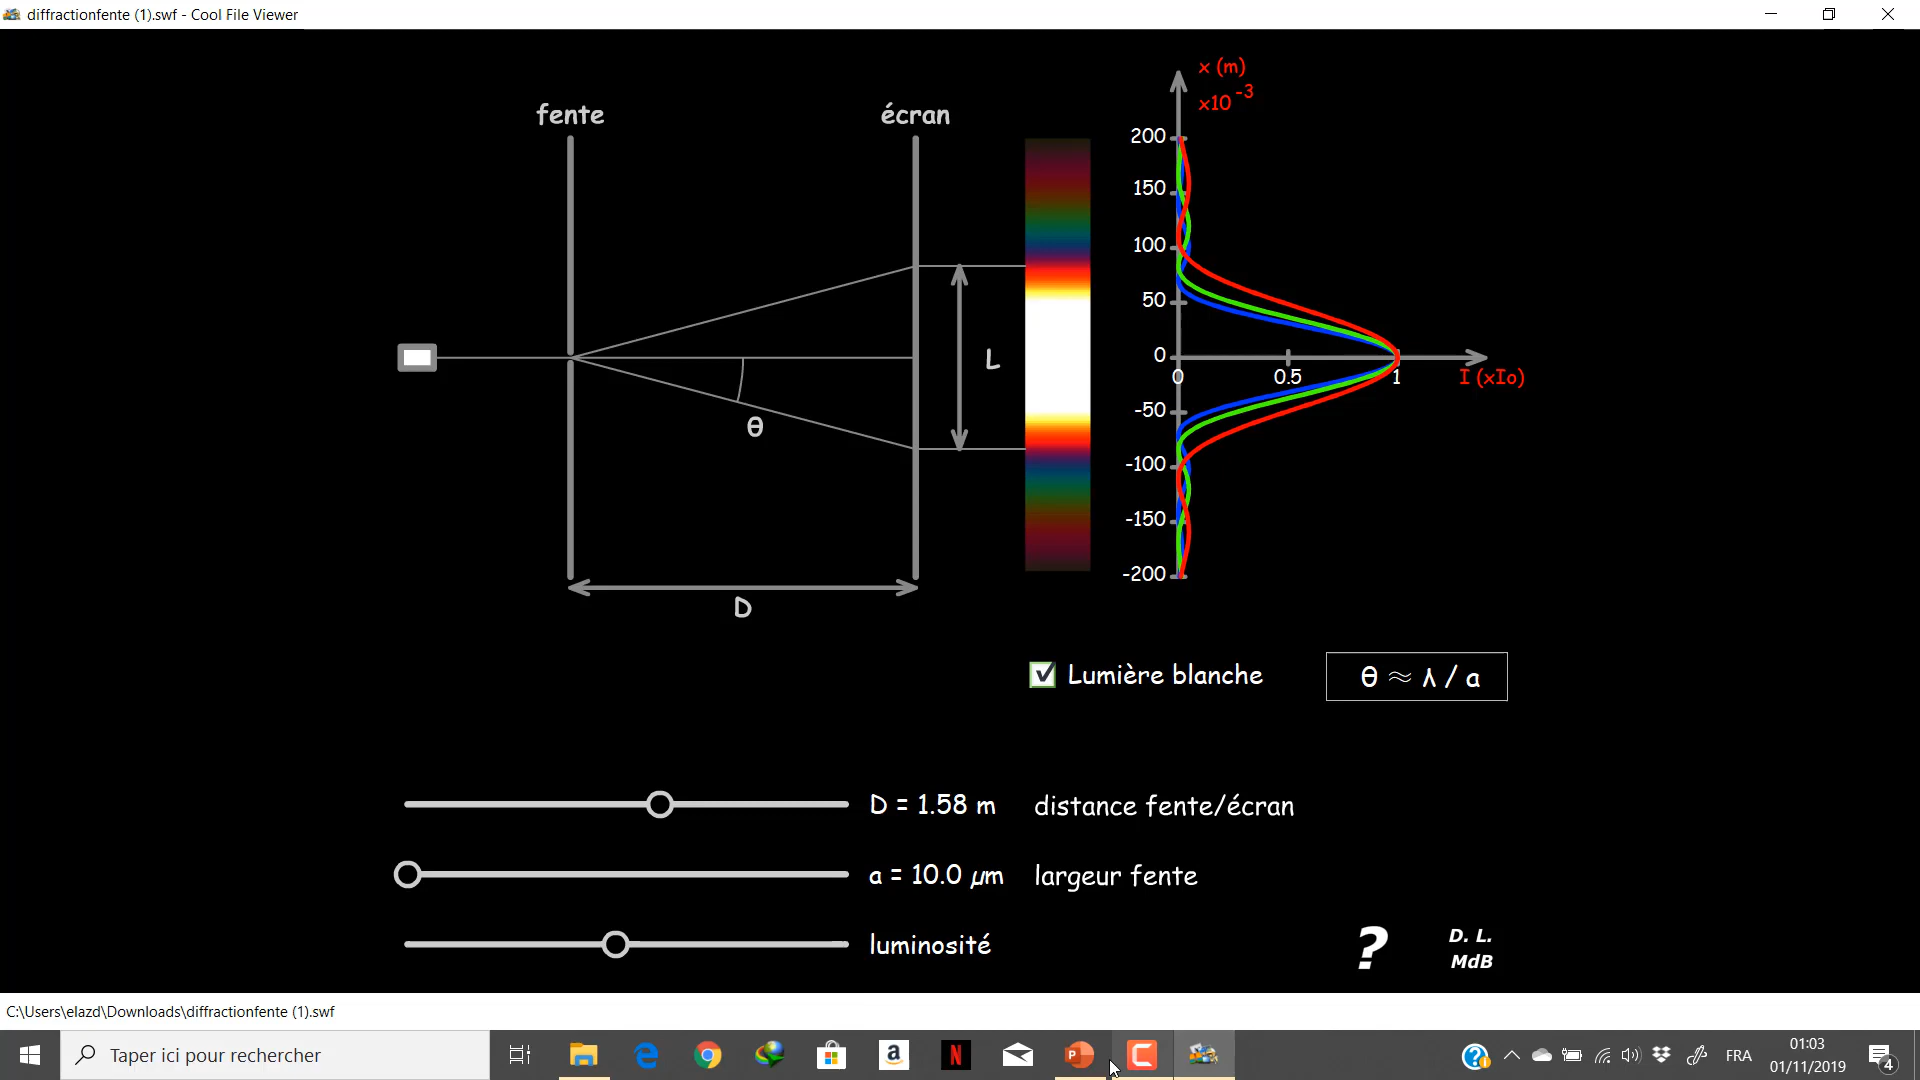 diffractionfente (1).swf - Cool File Viewer
x (m)
x10 -3
fente
écran
200
150
100
50
0
-50
-100
-150
-200
0
0.5
1
I (xIo)
L
θ
D
Lumière blanche
θ ≈ λ / a
D = 1.58 m distance fente/écran
a = 10.0 µm largeur fente
luminosité
?
D. L.
MdB
C:\Users\elazd\Downloads\diffractionfente (1).swf
Taper ici pour rechercher
a
N
P
C
?
FRA
01:03
01/11/2019
4